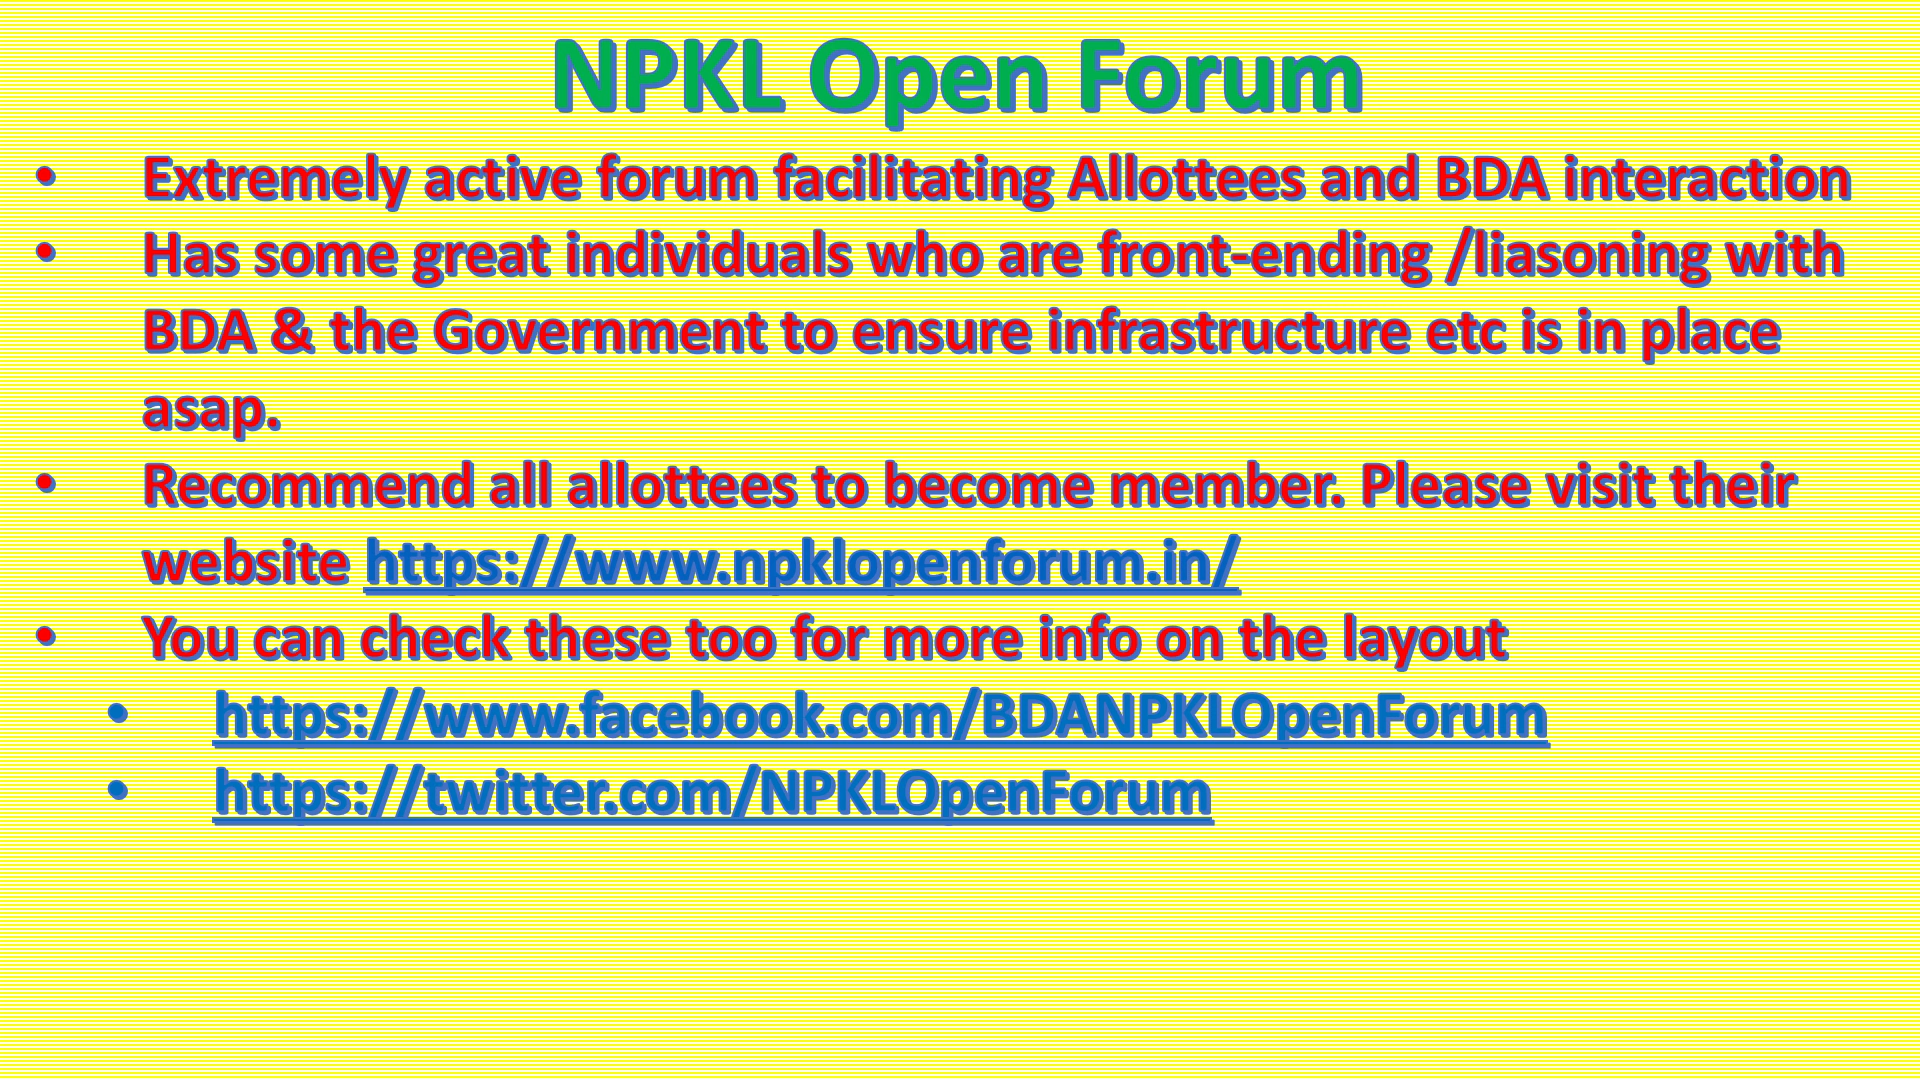 NPKL Open Forum
• Extremely active forum facilitating Allottees and BDA interaction
• Has some great individuals who are front-ending /liasoning with
BDA & the Government to ensure infrastructure etc is in place
asap.
• Recommend all allottees to become member. Please visit their
website https://www.npklopenforum.in/
• You can check these too for more info on the layout
• https://www.facebook.com/BDANPKLOpenForum
• https://twitter.com/NPKLOpenForum